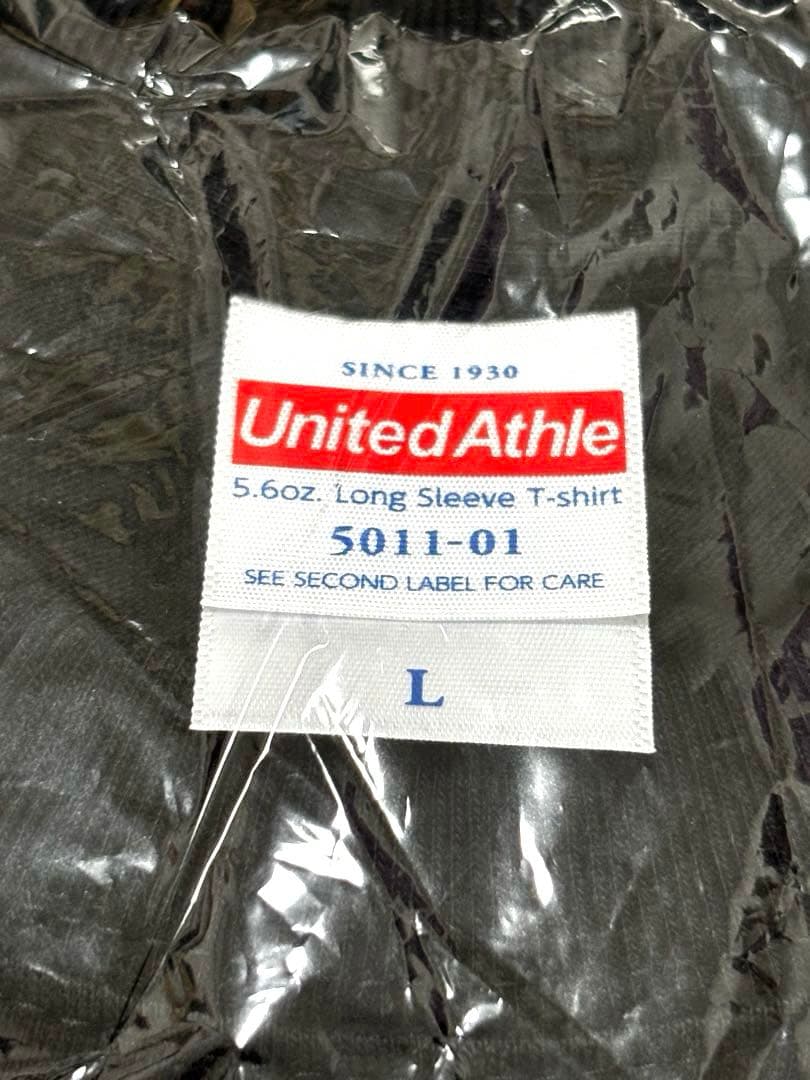 SINCE 1930
United Athle
5.6oz. Long Sleeve T-shirt
5011-01
SEE SECOND LABEL FOR CARE
L